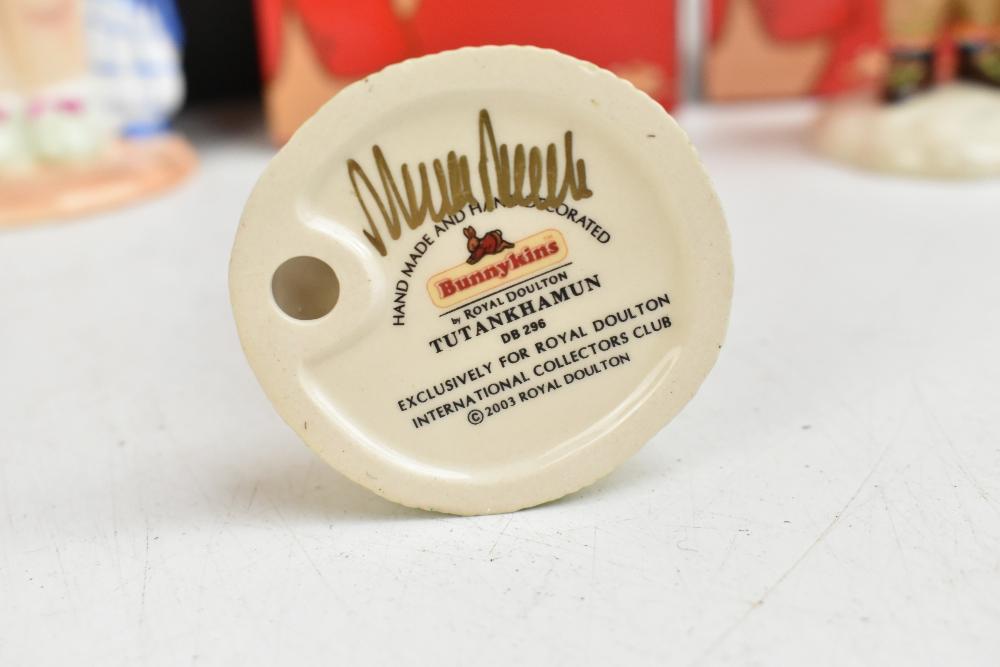 HAND MADE AND HAND DECORATED
Bunnykins™
by ROYAL DOULTON
TUTANKHAMUN
DB 296
EXCLUSIVELY FOR ROYAL DOULTON
INTERNATIONAL COLLECTORS CLUB
©2003 ROYAL DOULTON